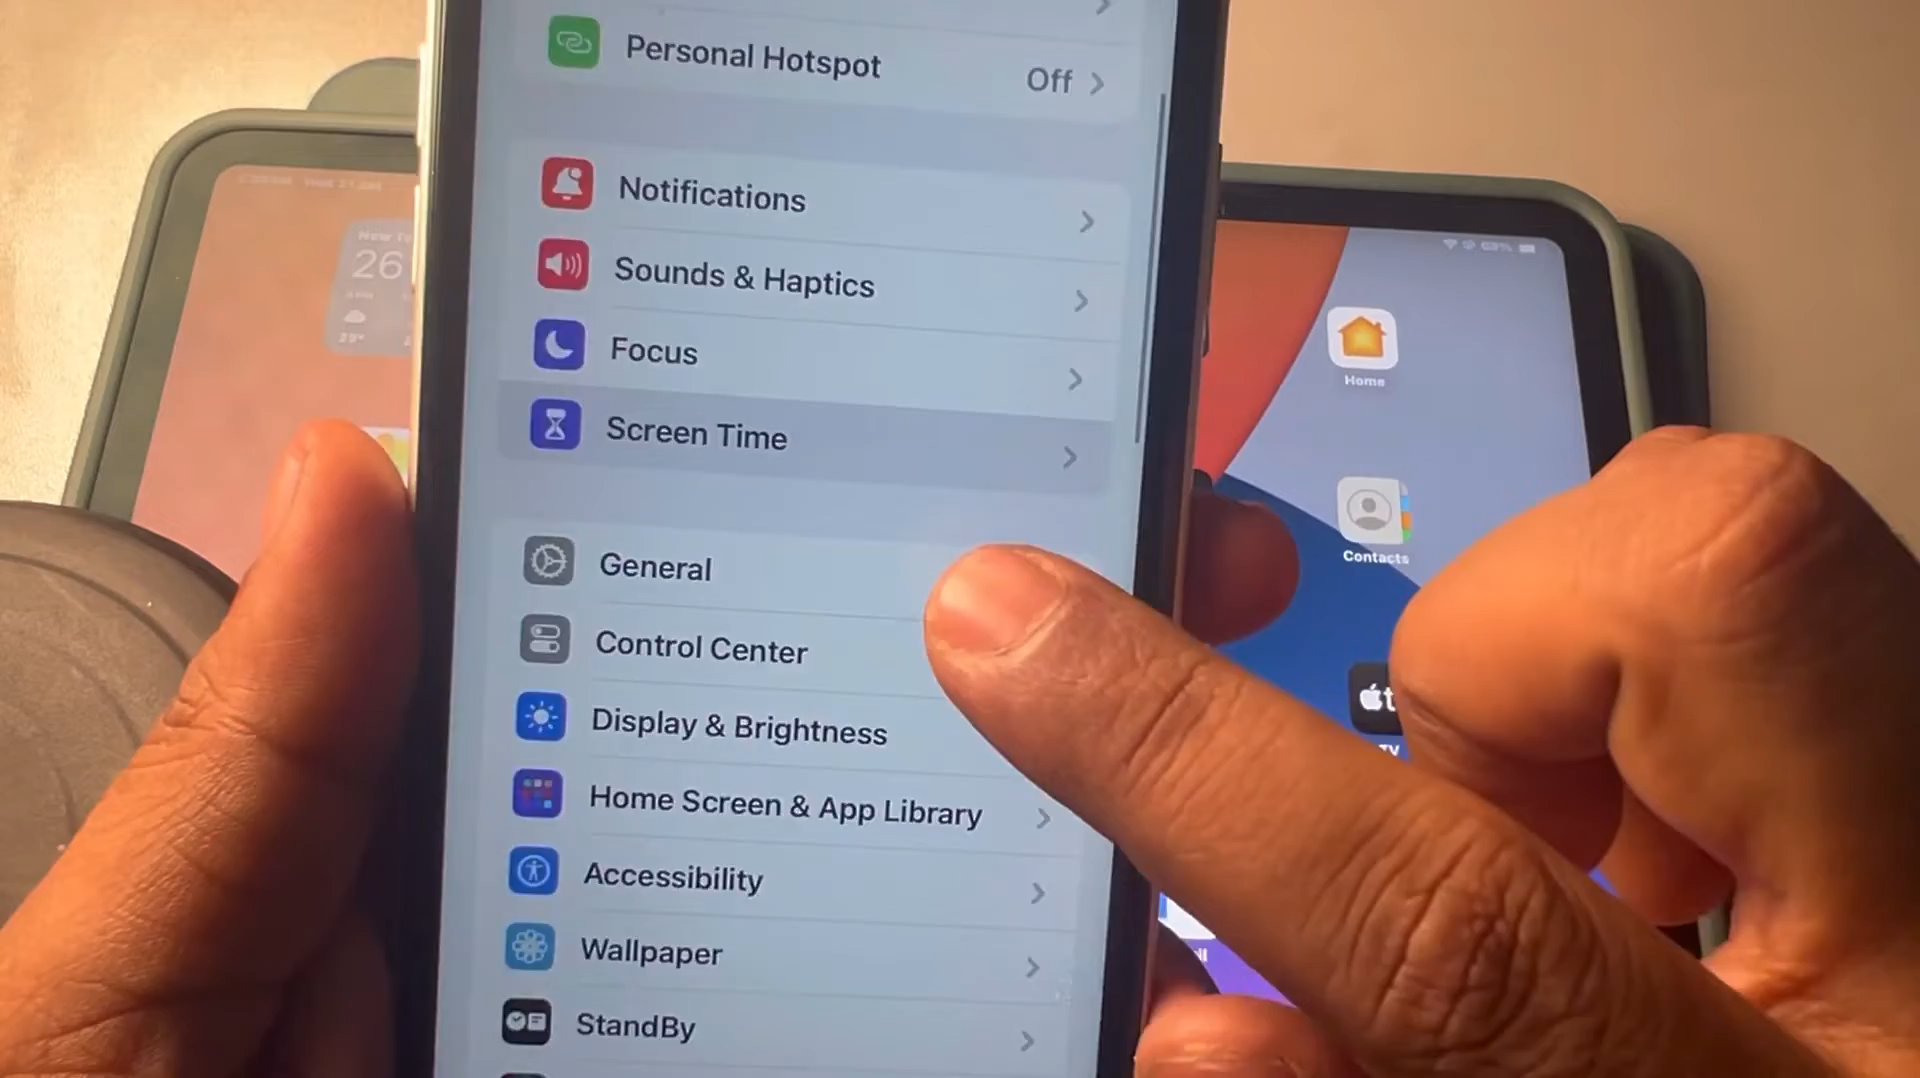 Personal Hotspot
Off
Notifications
Sounds & Haptics
Focus
Screen Time
General
Control Center
Display & Brightness
Home Screen & App Library
Accessibility
Wallpaper
StandBy
26
Home
Contacts